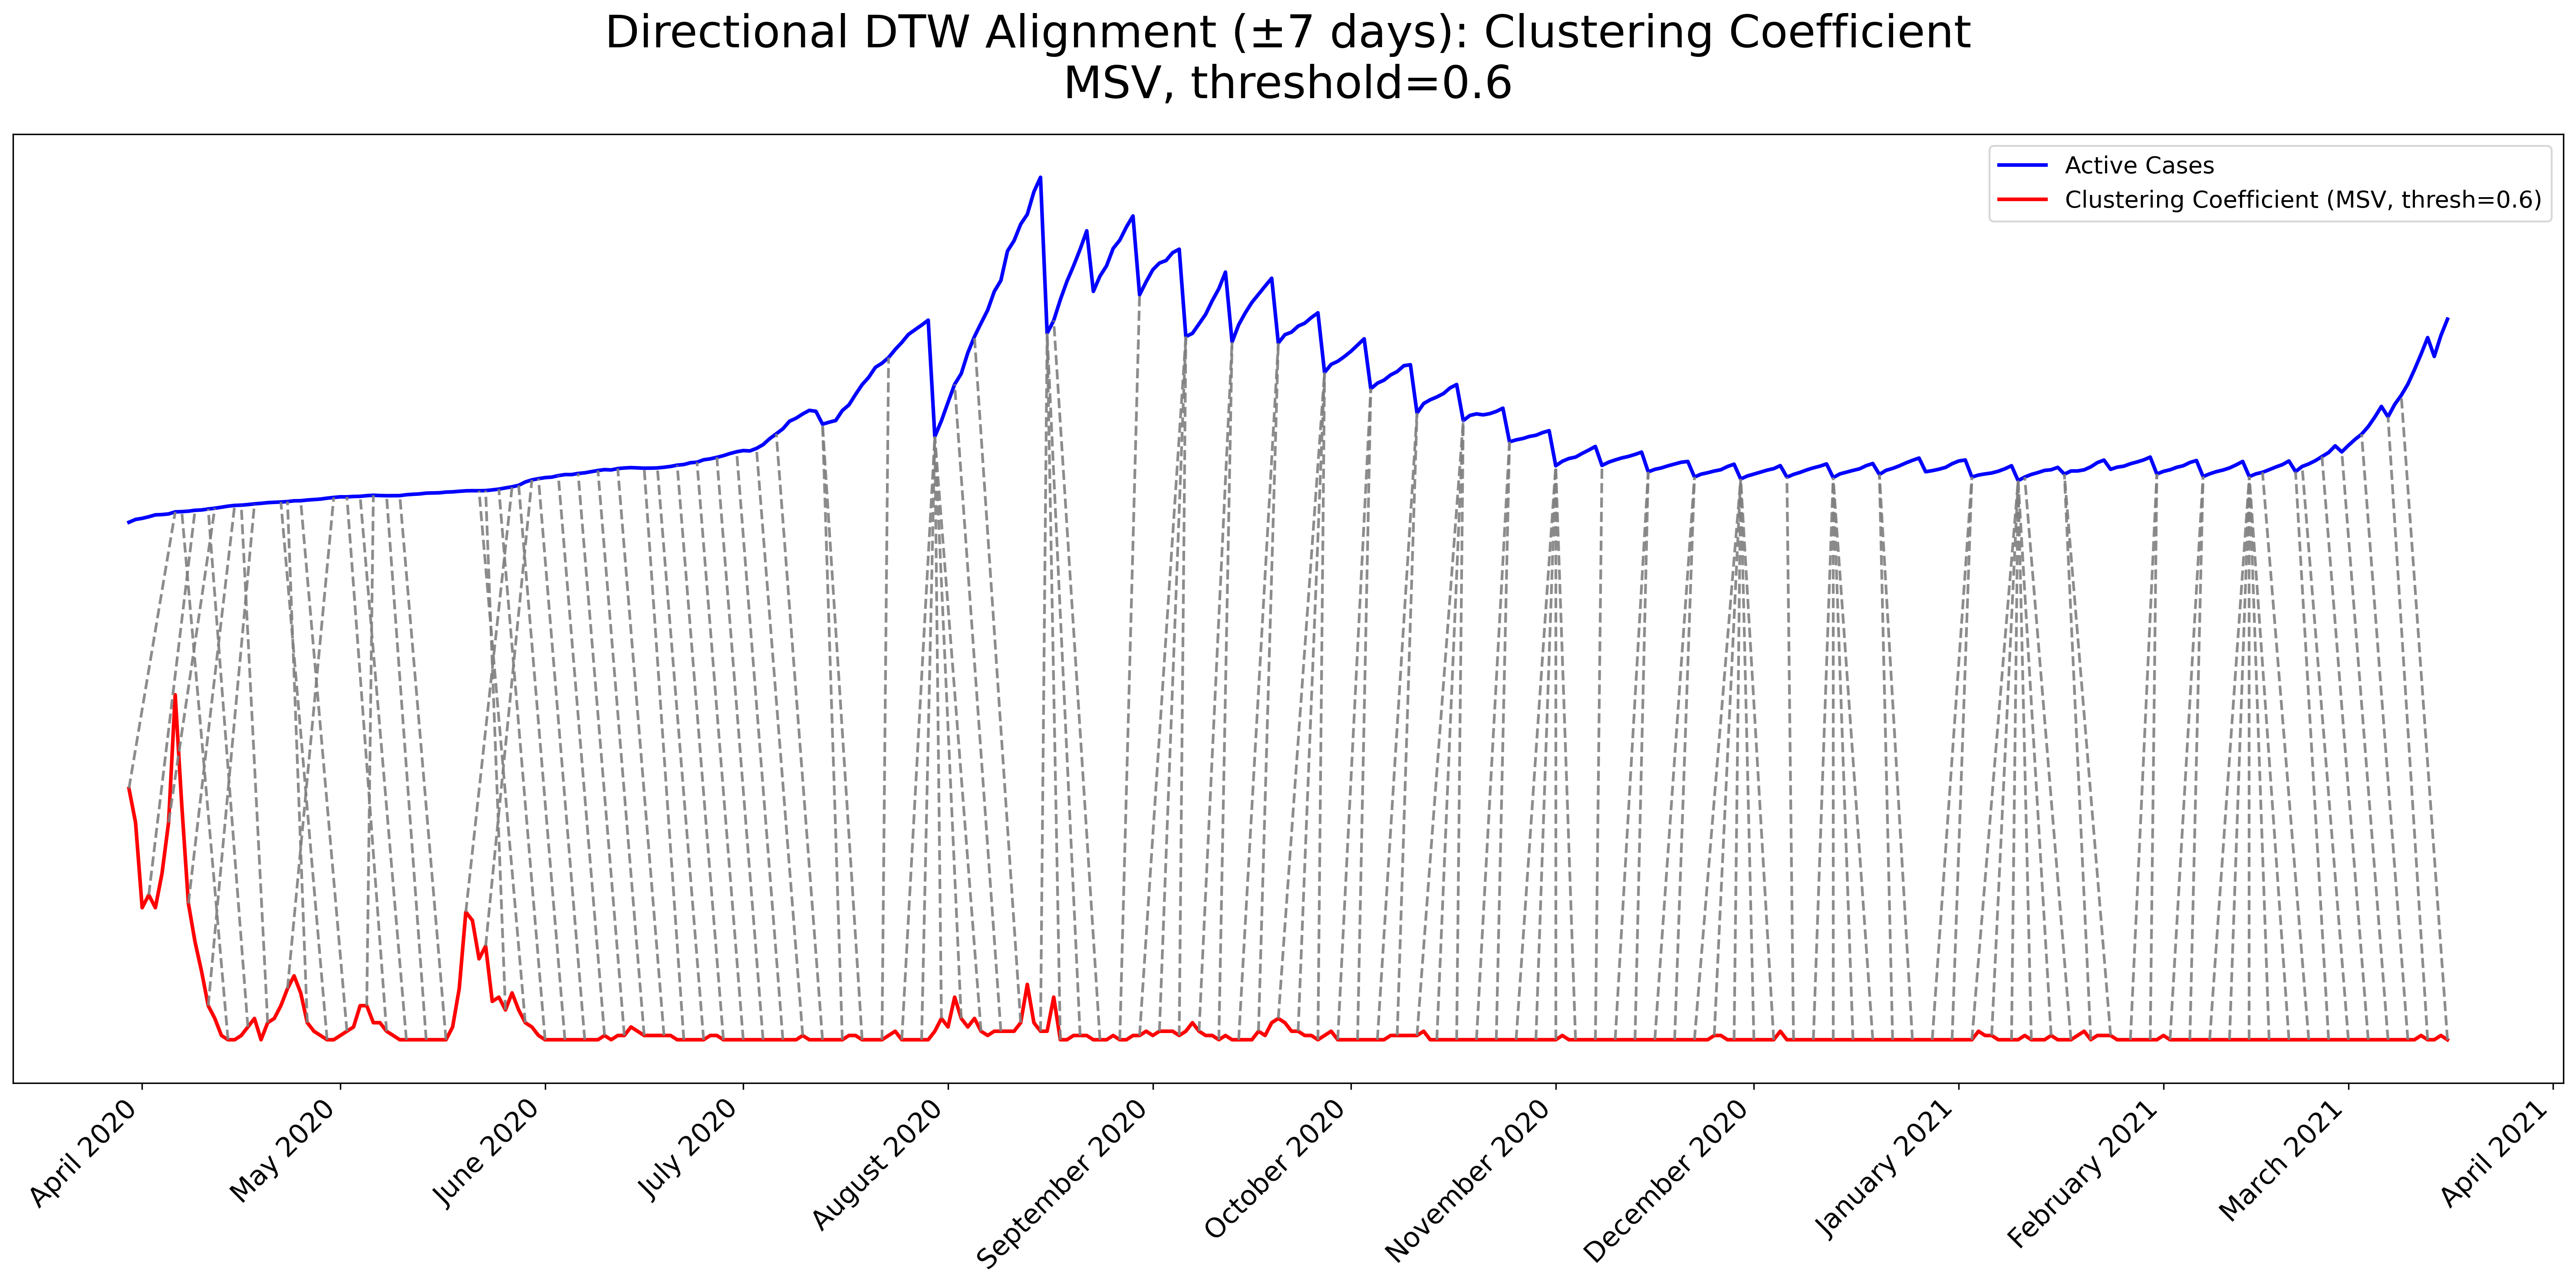 Directional DTW Alignment (±7 days): Clustering Coefficient
MSV, threshold=0.6
Active Cases
Clustering Coefficient (MSV, thresh=0.6)
April 2020
May 2020
June 2020
July 2020
August 2020
September 2020
October 2020
November 2020
December 2020
January 2021
February 2021
March 2021
April 2021